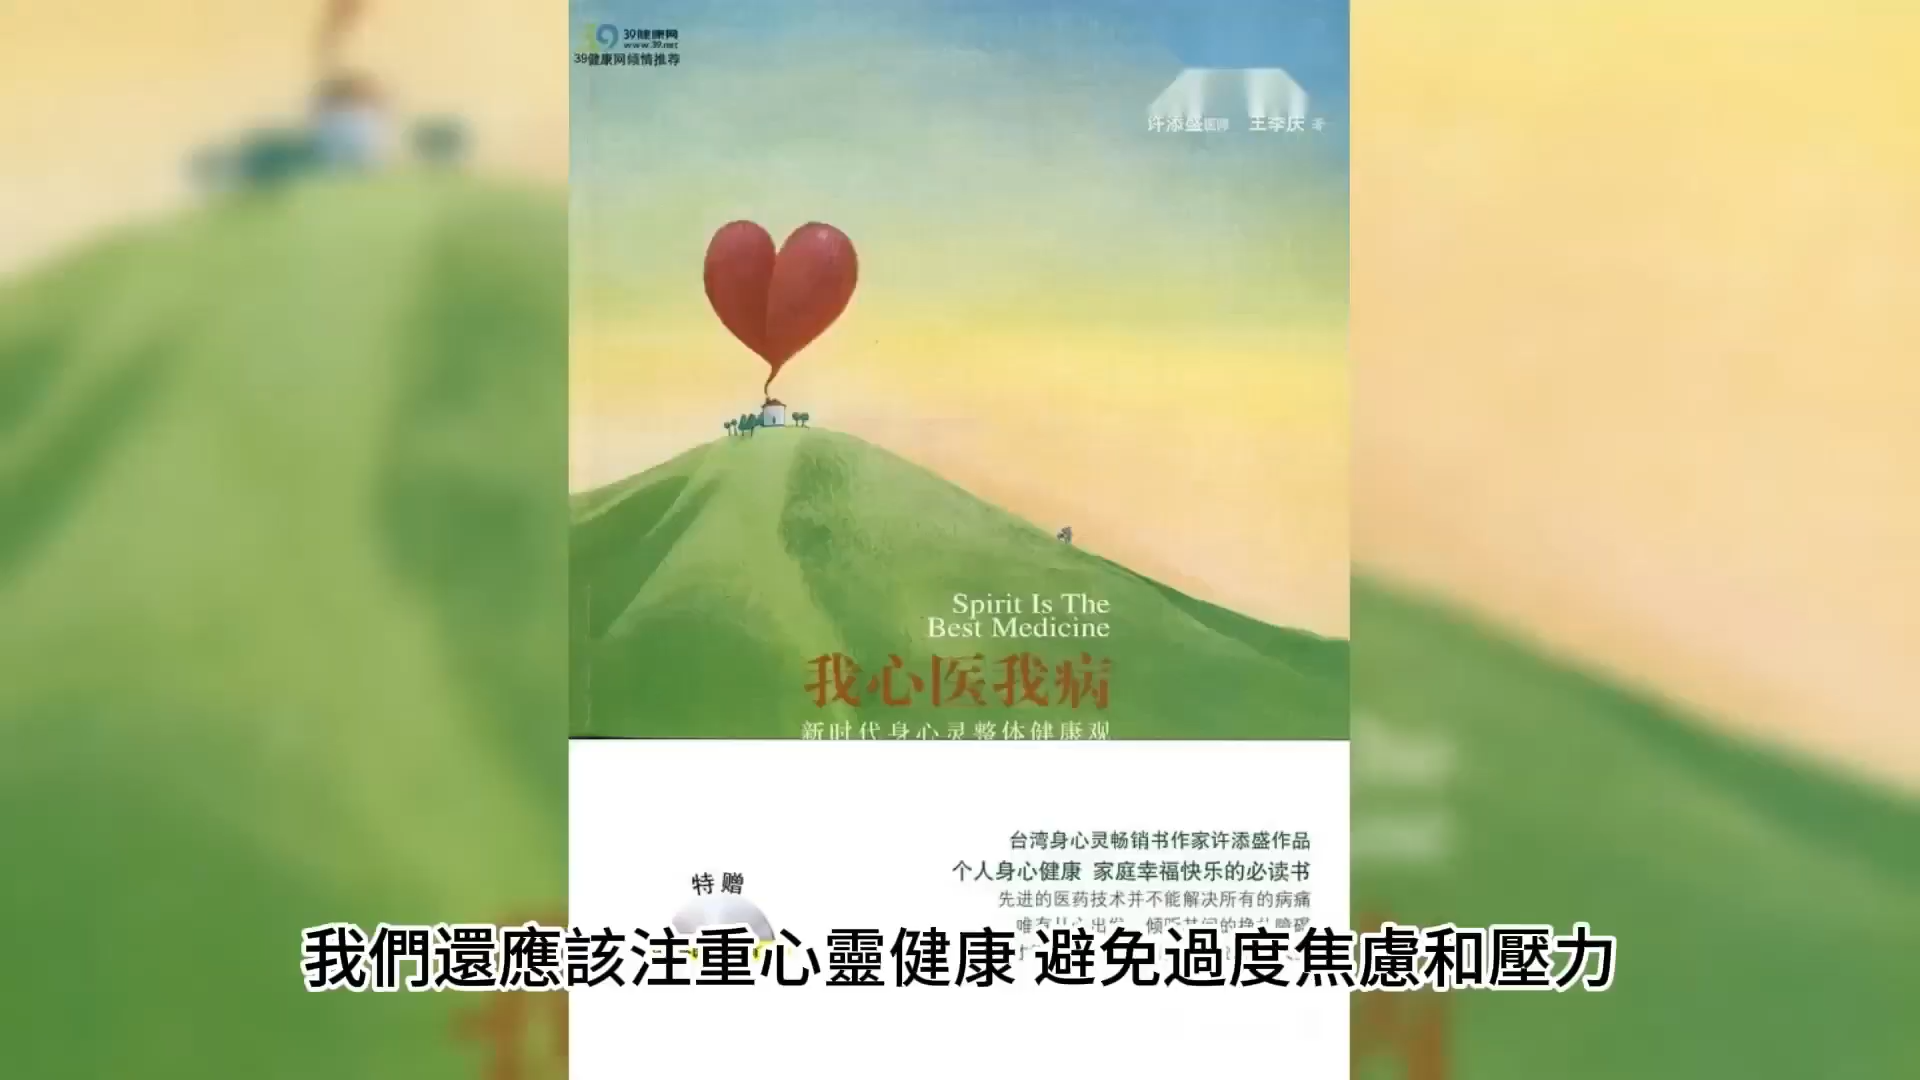 39健康网
www.39.net
39健康网倾情推荐
许添盛医师 王季庆 著
Spirit Is The
Best Medicine
我心医我病
新时代身心灵整体健康观
台湾身心灵畅销书作家许添盛作品
个人身心健康 家庭幸福快乐的必读书
先进的医药技术并不能解决所有的病痛
特赠
我們還應該注重心靈健康 避免過度焦慮和壓力